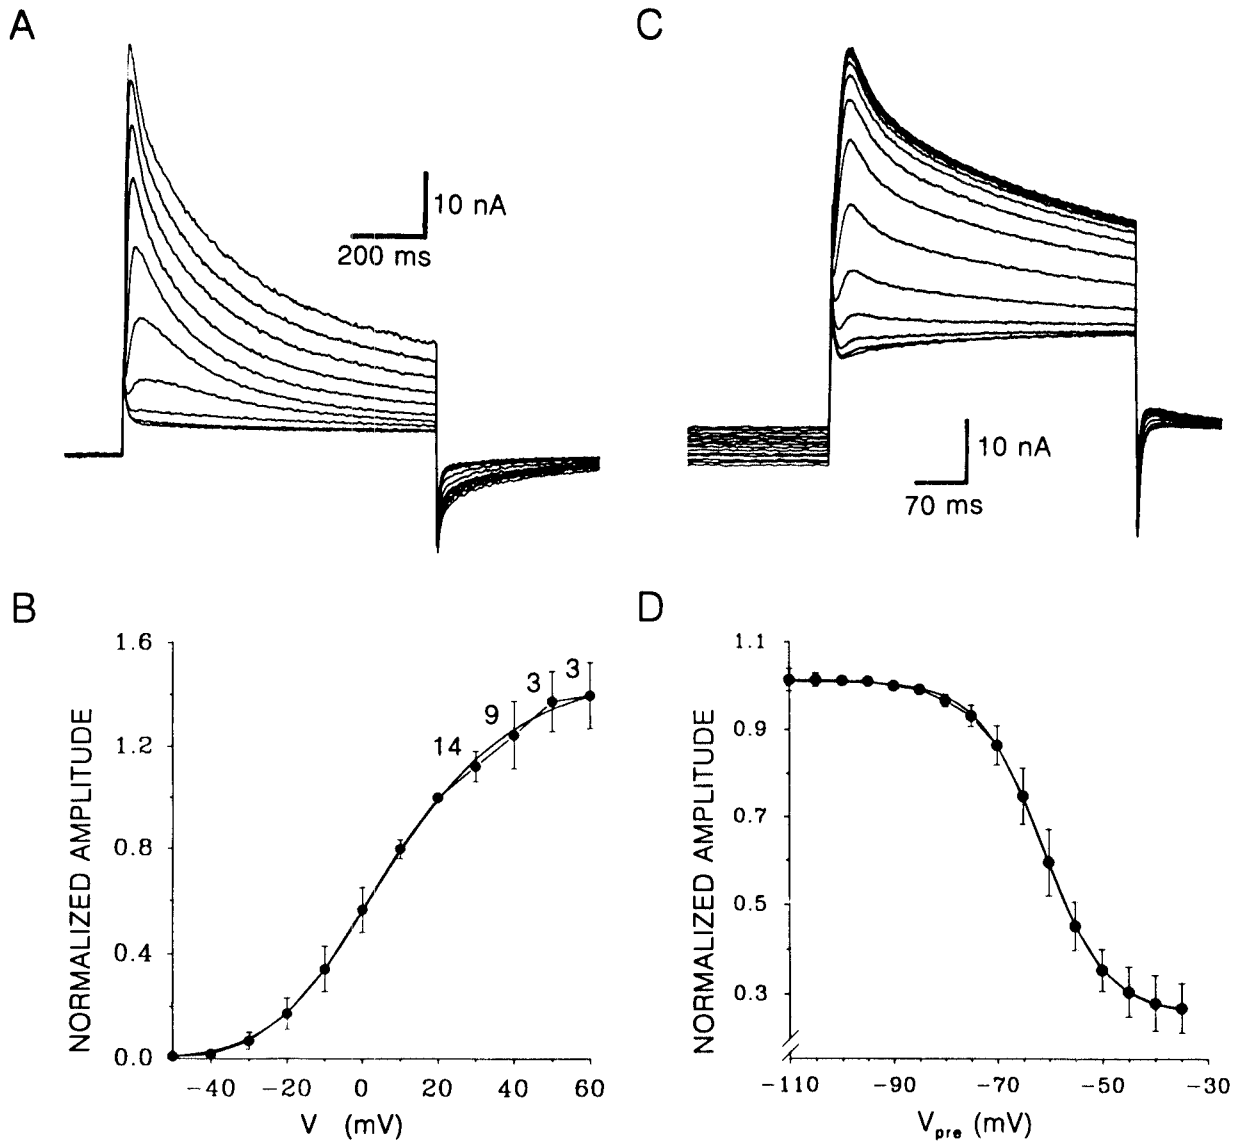 A
C
10 nA
200 ms
10 nA
70 ms
B
D
NORMALIZED AMPLITUDE
1.6
1.2
0.8
0.4
0.0
14
9
3
3
−40
−20
0
20
40
60
V (mV)
NORMALIZED AMPLITUDE
1.1
0.9
0.7
0.5
0.3
−110
−90
−70
−50
−30
Vpre (mV)